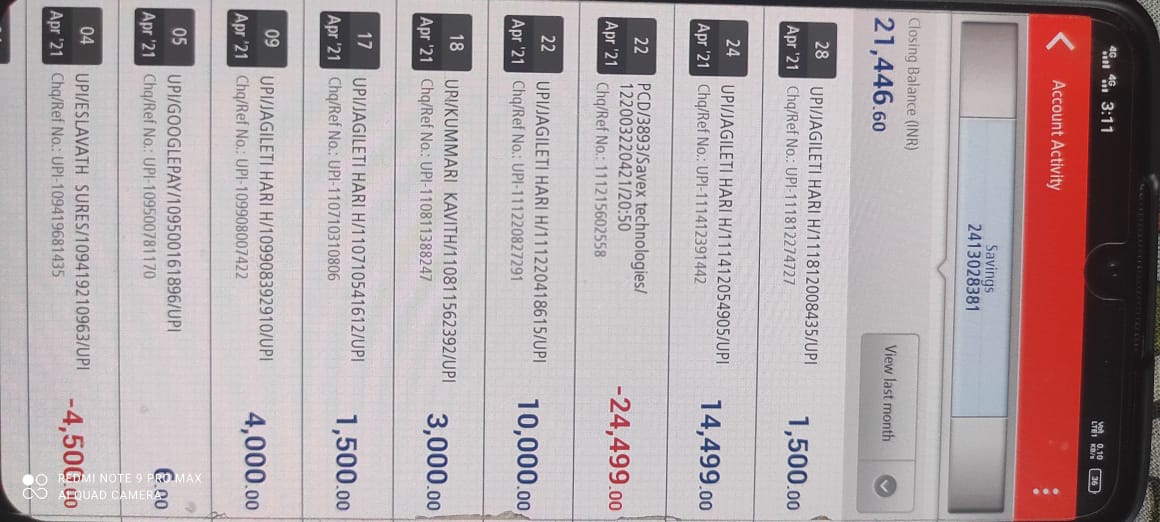 4G 4G 3:11
VoLTE1 0.10 KB/s 36
Account Activity
Savings
2413028381
Closing Balance (INR)
21,446.60
View last month
28 Apr '21
UPI/JAGILETI HARI H/111812008435/UPI
Chq/Ref No.: UPI-111812274727
1,500.00
24 Apr '21
UPI/JAGILETI HARI H/111412054905/UPI
Chq/Ref No.: UPI-111412391442
14,499.00
22 Apr '21
PCD/3893/Savex technologies/
122003220421/20:50
Chq/Ref No.: 111215602558
-24,499.00
22 Apr '21
UPI/JAGILETI HARI H/111220418615/UPI
Chq/Ref No.: UPI-111220827291
10,000.00
18 Apr '21
UPI/KUMMARI KAVITH/110811562392/UPI
Chq/Ref No.: UPI-110811388247
3,000.00
17 Apr '21
UPI/JAGILETI HARI H/110710541612/UPI
Chq/Ref No.: UPI-110710310806
1,500.00
09 Apr '21
UPI/JAGILETI HARI H/109908392910/UPI
Chq/Ref No.: UPI-109908007422
4,000.00
05 Apr '21
UPI/GOOGLEPAY/109500161896/UPI
Chq/Ref No.: UPI-109500781170
6.00
04 Apr '21
UPI/ESLAVATH SURES/109419210963/UPI
Chq/Ref No.: UPI-109419681435
-4,500.00
REDMI NOTE 9 PRO MAX
AI QUAD CAMERA